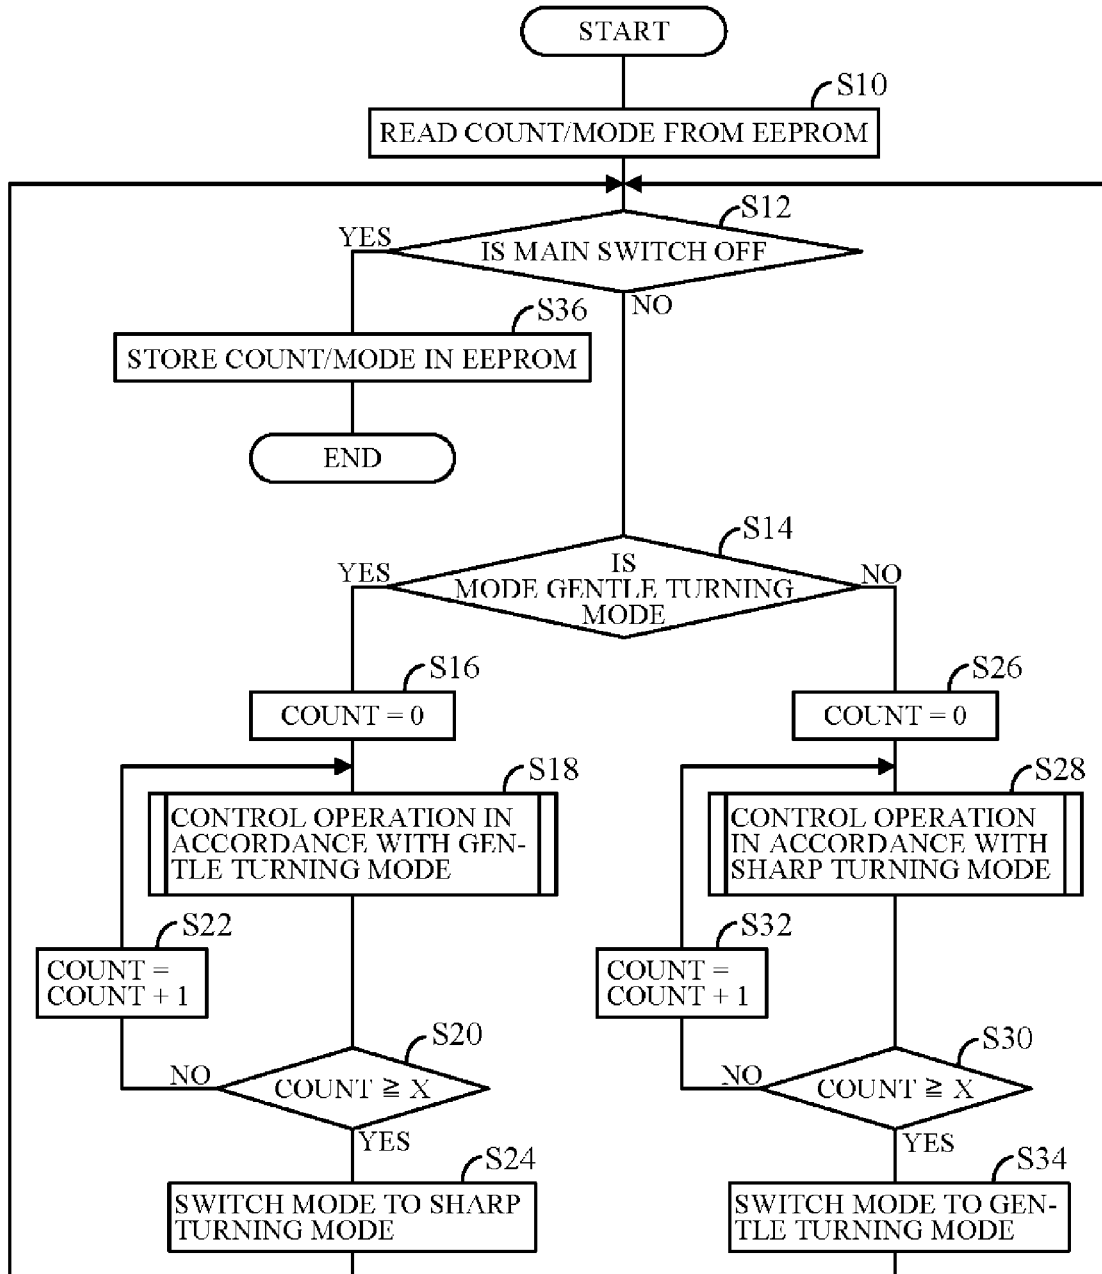 START
S10
READ COUNT/MODE FROM EEPROM
S12
YES
IS MAIN SWITCH OFF
NO
S36
STORE COUNT/MODE IN EEPROM
END
S14
YES
IS
MODE GENTLE TURNING
MODE
NO
S16
COUNT = 0
S18
CONTROL OPERATION IN
ACCORDANCE WITH GEN-
TLE TURNING MODE
S22
COUNT =
COUNT + 1
S20
NO
COUNT ≧ X
YES
S24
SWITCH MODE TO SHARP
TURNING MODE
S26
COUNT = 0
S28
CONTROL OPERATION
IN ACCORDANCE WITH
SHARP TURNING MODE
S32
COUNT =
COUNT + 1
S30
NO
COUNT ≧ X
YES
S34
SWITCH MODE TO GEN-
TLE TURNING MODE